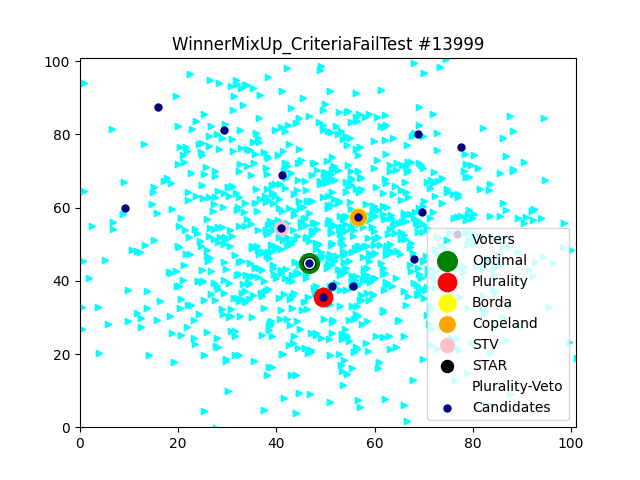 WinnerMixUp_CriteriaFailTest #13999
100
80
60
40
20
0
0
20
40
60
80
100
Voters
Optimal
Plurality
Borda
Copeland
STV
STAR
Plurality-Veto
Candidates